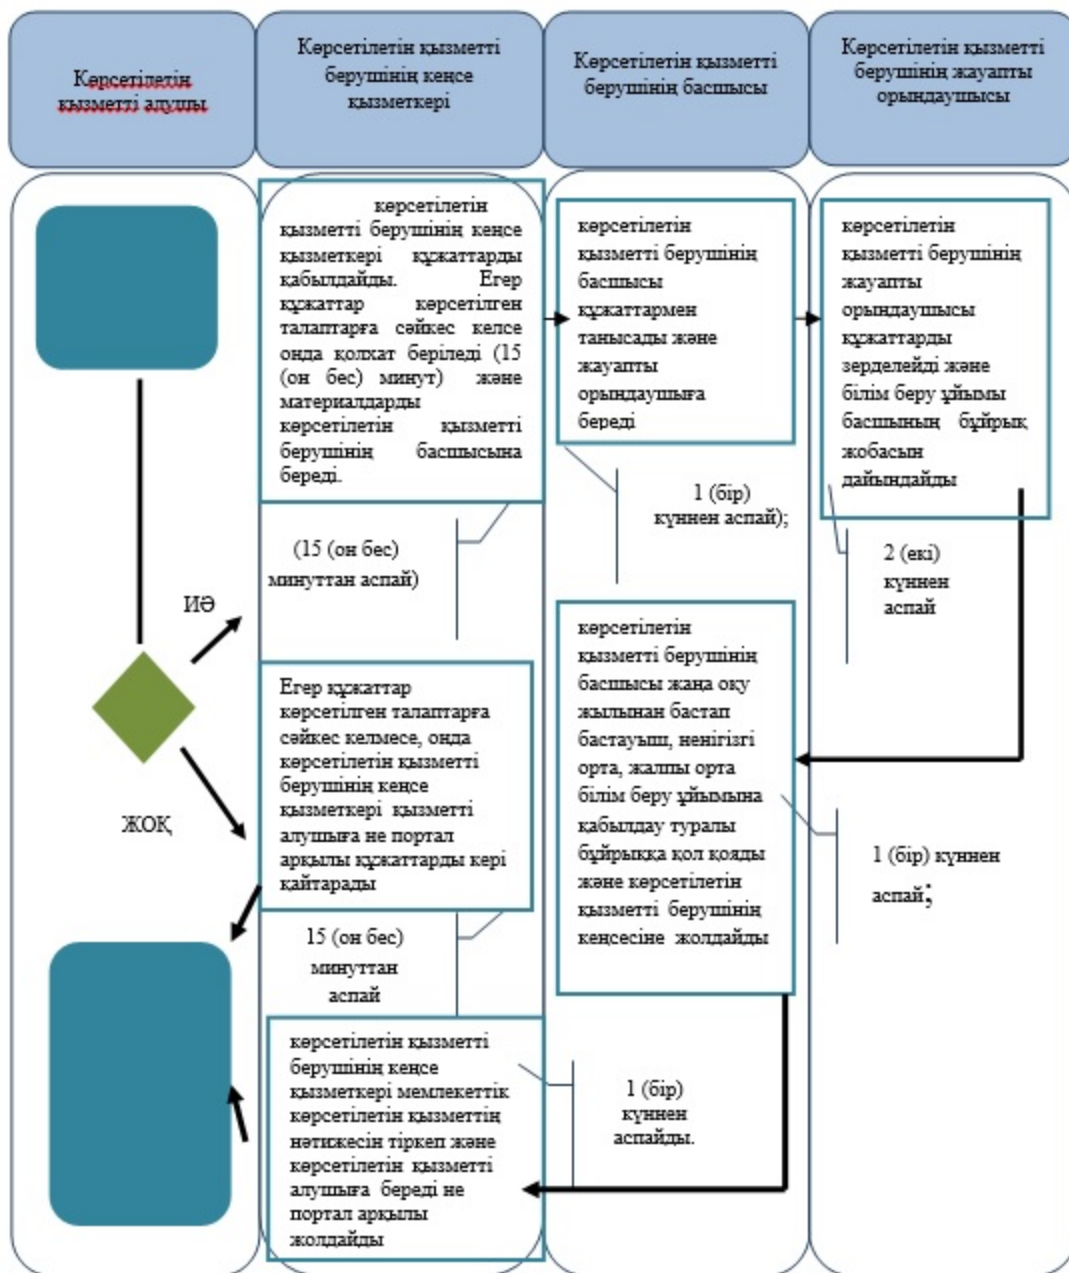 Көрсетілетін
қызметті алушы
Көрсетілетін қызметті
берушінің кеңсе
қызметкері
Көрсетілетін қызметті
берушінің басшысы
Көрсетілетін қызметті
берушінің жауапты
орындаушысы
көрсетілетін
қызметті берушінің кеңсе
қызметкері құжаттарды
қабылдайды. Егер
құжаттар көрсетілген
талаптарға сәйкес келсе
онда қолхат беріледі (15
(он бес) минут) және
материалдарды
көрсетілетін қызметті
берушінің басшысына
береді.
көрсетілетін
қызметті берушінің
басшысы
құжаттармен
танысады және
жауапты
орындаушыға
береді
көрсетілетін
қызметті берушінің
жауапты
орындаушысы
құжаттарды
зерделейді және
білім беру ұйымы
басшының бұйрық
жобасын
дайындайды
(15 (он бес)
минуттан аспай)
1 (бір)
күннен аспай);
2 (екі)
күннен
аспай
ИӘ
ЖОҚ
Егер құжаттар
көрсетілген талаптарға
сәйкес келмесе, онда
көрсетілетін қызметті
берушінің кеңсе
қызметкері қызметті
алушыға не портал
арқылы құжаттарды кері
қайтарады
көрсетілетін
қызметті берушінің
басшысы жаңа оқу
жылынан бастап
бастауыш, ненігізгі
орта, жалпы орта
білім беру ұйымына
қабылдау туралы
бұйрыққа қол қояды
және көрсетілетін
қызметті берушінің
кеңсесіне жолдайды
1 (бір) күннен
аспай;
15 (он бес)
минуттан
аспай
көрсетілетін қызметті
берушінің кеңсе
қызметкері мемлекеттік
көрсетілетін қызметтің
нәтижесін тіркеп және
көрсетілетін қызметті
алушыға береді не
портал арқылы
жолдайды
1 (бір)
күннен
аспайды.